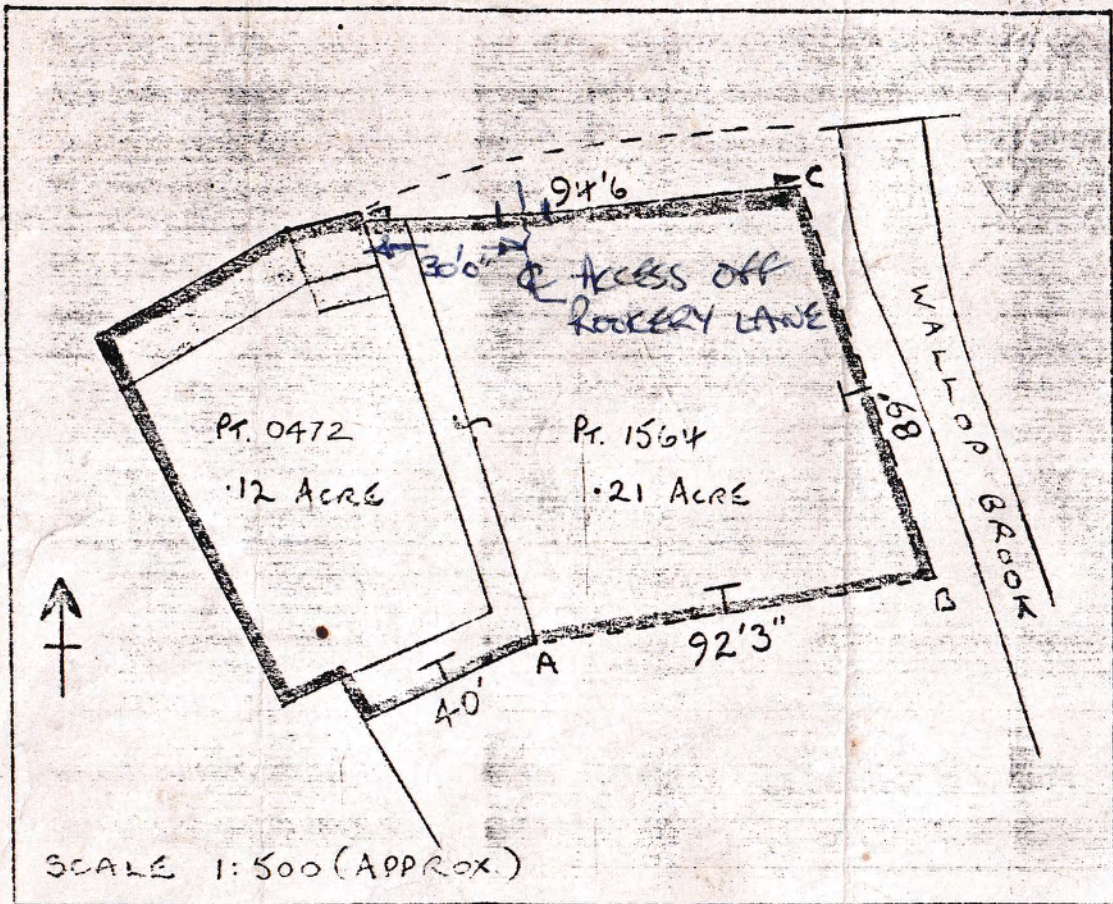 94'6
C
30'0"
℄ ACCESS OFF
ROOKERY LANE
WALLOP BROOK
89'
PT. 0472
.12 ACRE
PT. 1564
.21 ACRE
B
92'3"
A
40'
SCALE 1:500 (APPROX.)